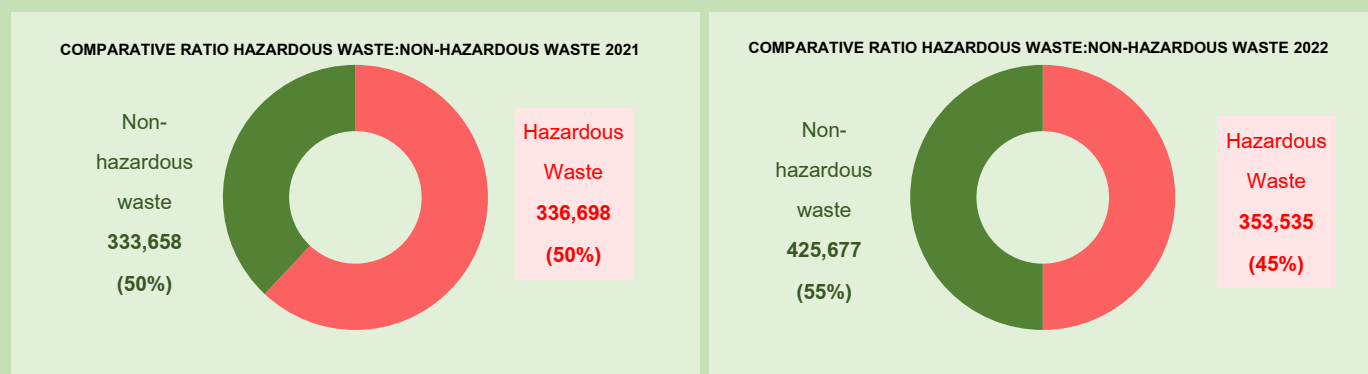 COMPARATIVE RATIO HAZARDOUS WASTE:NON-HAZARDOUS WASTE 2021
Non-
hazardous
waste
333,658
(50%)
Hazardous
Waste
336,698
(50%)
COMPARATIVE RATIO HAZARDOUS WASTE:NON-HAZARDOUS WASTE 2022
Non-
hazardous
waste
425,677
(55%)
Hazardous
Waste
353,535
(45%)